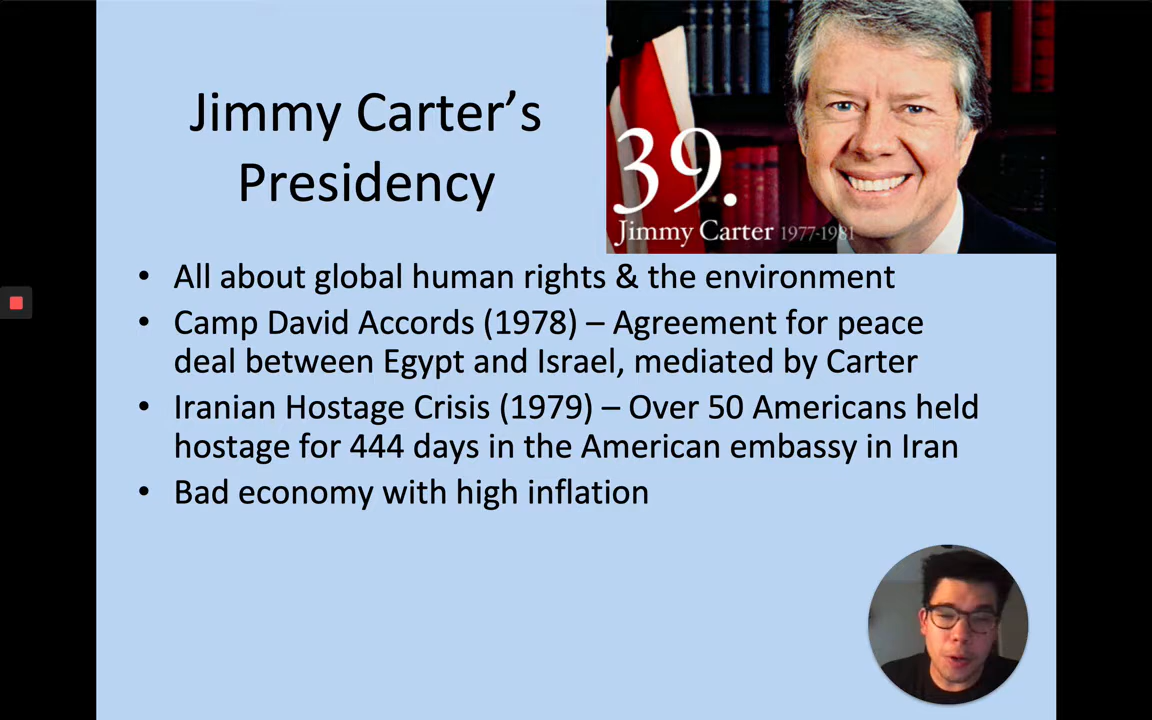 Jimmy Carter’s
Presidency
39.
Jimmy Carter 1977-1981
• All about global human rights & the environment
• Camp David Accords (1978) – Agreement for peace
deal between Egypt and Israel, mediated by Carter
• Iranian Hostage Crisis (1979) – Over 50 Americans held
hostage for 444 days in the American embassy in Iran
• Bad economy with high inflation